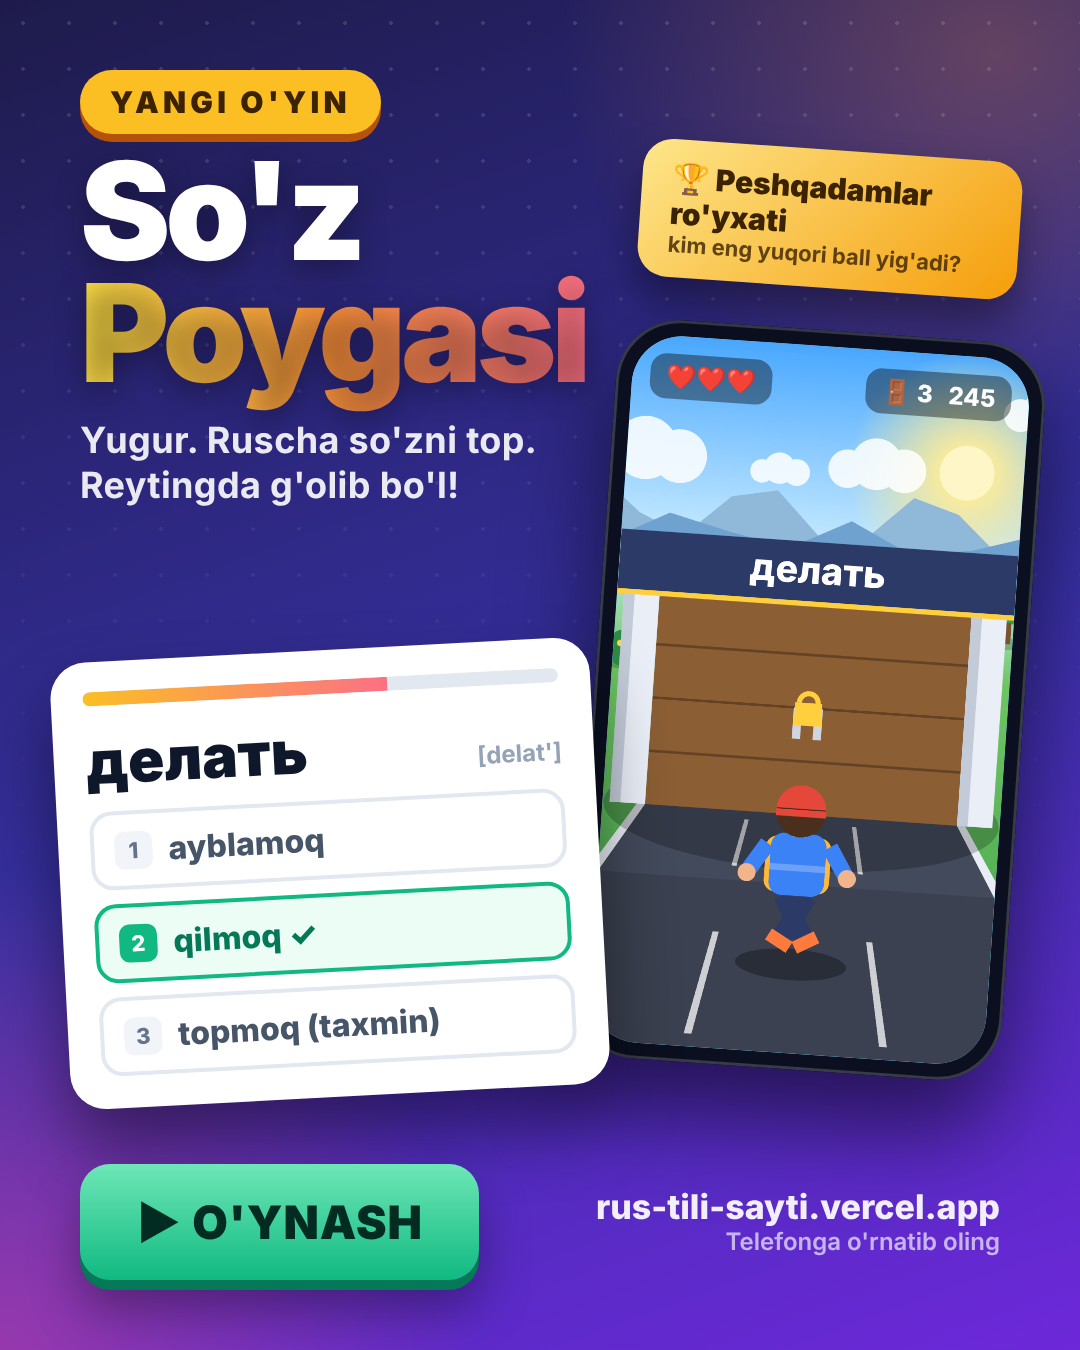 YANGI O'YIN
So'z
Poygasi
Yugur. Ruscha so'zni top.
Reytingda g'olib bo'l!
🏆 Peshqadamlar
ro'yxati
kim eng yuqori ball yig'adi?
❤️❤️❤️
🚪 3 245
делать
делать
[delat']
1 ayblamoq
2 qilmoq ✓
3 topmoq (taxmin)
▶ O'YNASH
rus-tili-sayti.vercel.app
Telefonga o'rnatib oling